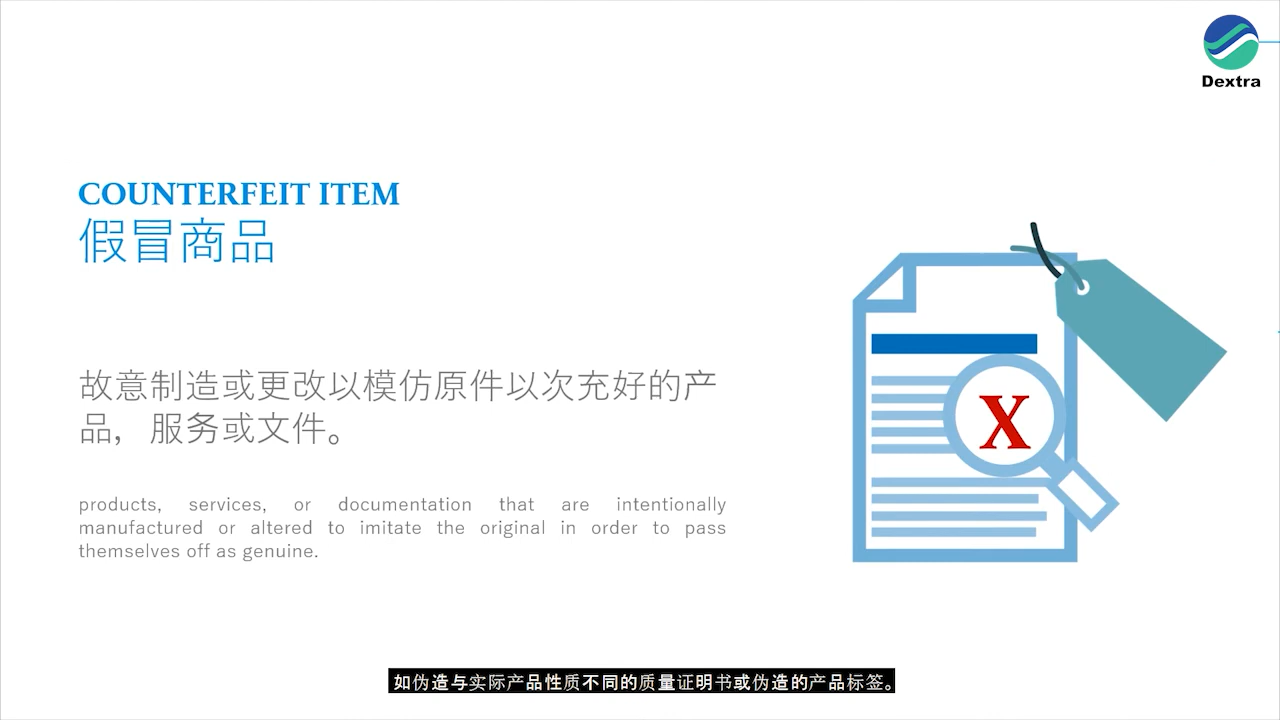 Dextra
COUNTERFEIT ITEM
假冒商品
故意制造或更改以模仿原件以次充好的产
品，服务或文件。
products, services, or documentation that are intentionally
manufactured or altered to imitate the original in order to pass
themselves off as genuine.
X
如伪造与实际产品性质不同的质量证明书或伪造的产品标签。